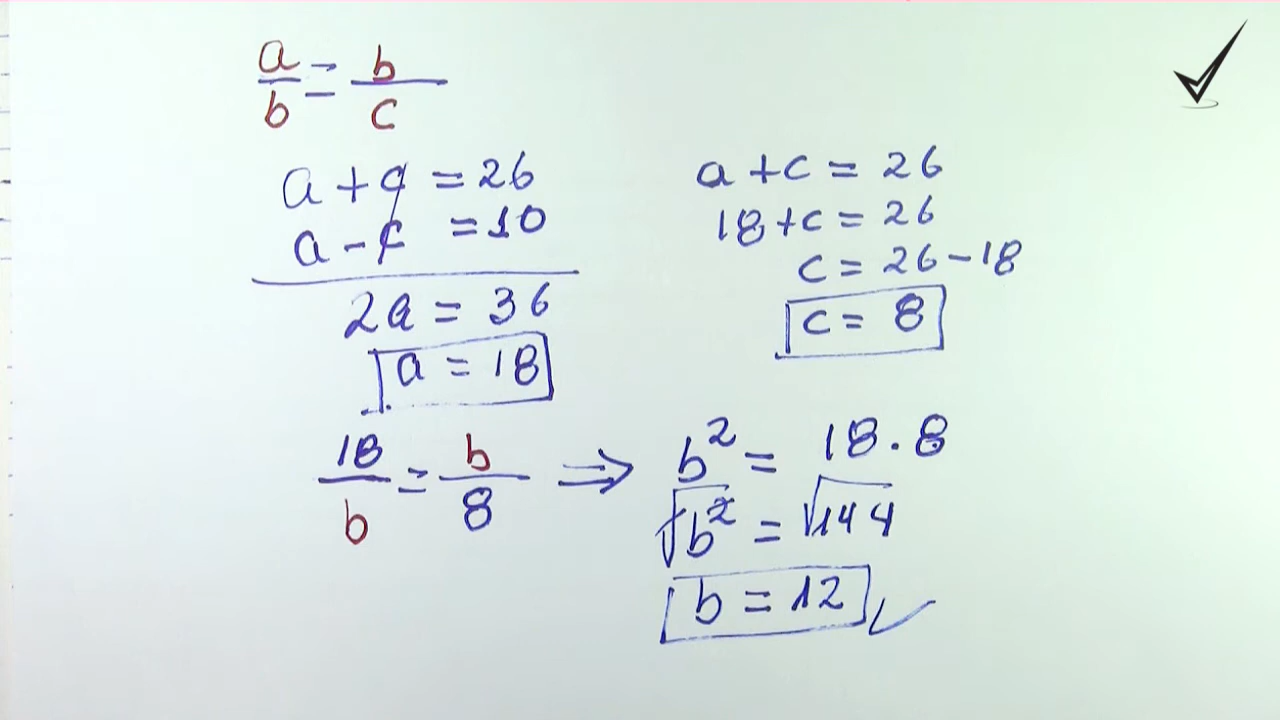 a/b = b/c
a + c = 26
a - c = 10
2a = 36
a = 18
a + c = 26
18 + c = 26
c = 26 - 18
c = 8
18/b = b/8 ⇒ b² = 18 . 8
√b² = √144
b = 12